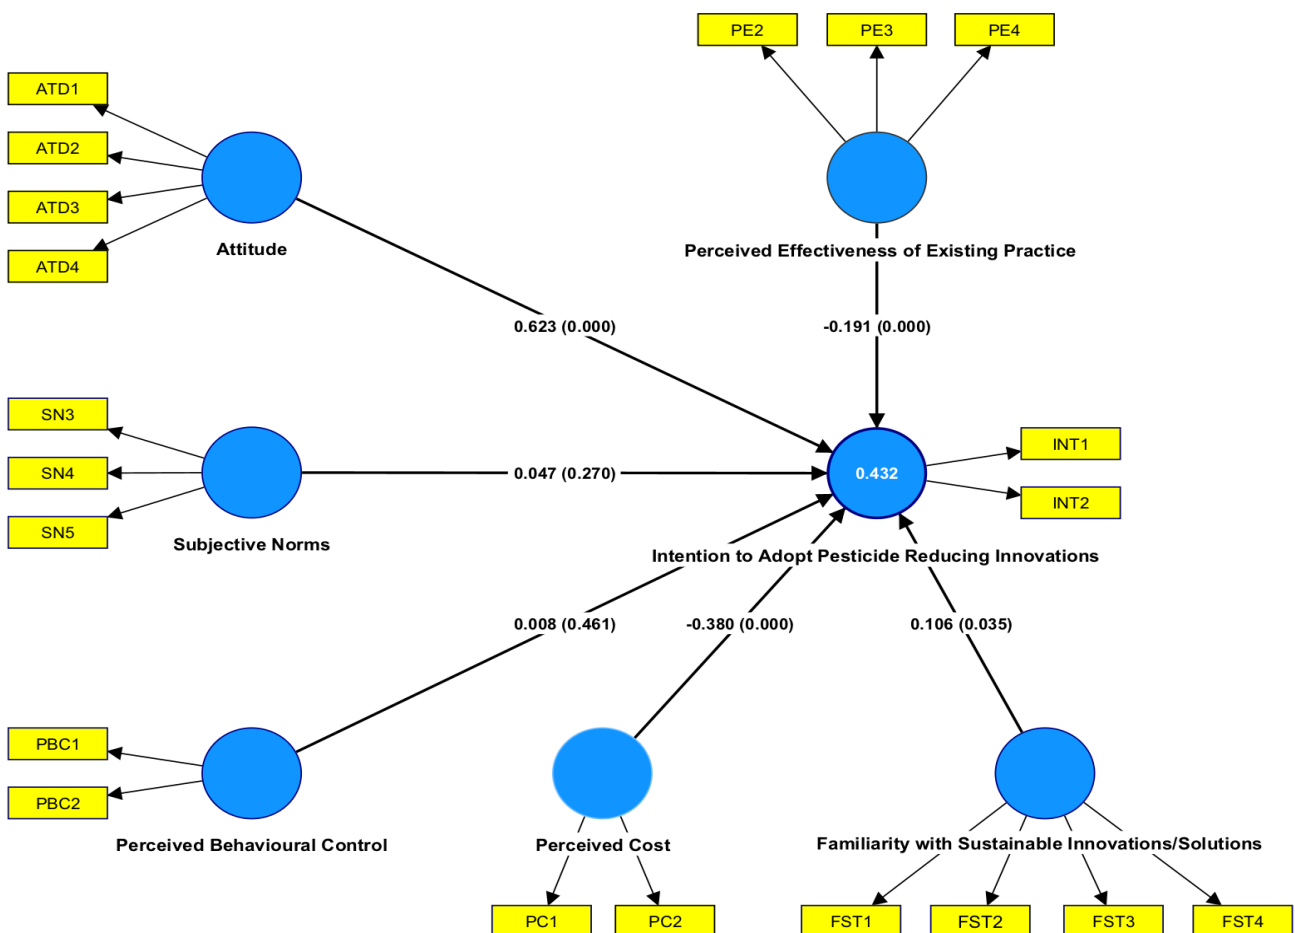 PE2
PE3
PE4
ATD1
ATD2
ATD3
ATD4
Attitude
Perceived Effectiveness of Existing Practice
0.623 (0.000)
-0.191 (0.000)
SN3
SN4
SN5
Subjective Norms
0.047 (0.270)
0.432
INT1
INT2
Intention to Adopt Pesticide Reducing Innovations
0.008 (0.461)
-0.380 (0.000)
0.106 (0.035)
PBC1
PBC2
Perceived Behavioural Control
Perceived Cost
Familiarity with Sustainable Innovations/Solutions
PC1
PC2
FST1
FST2
FST3
FST4